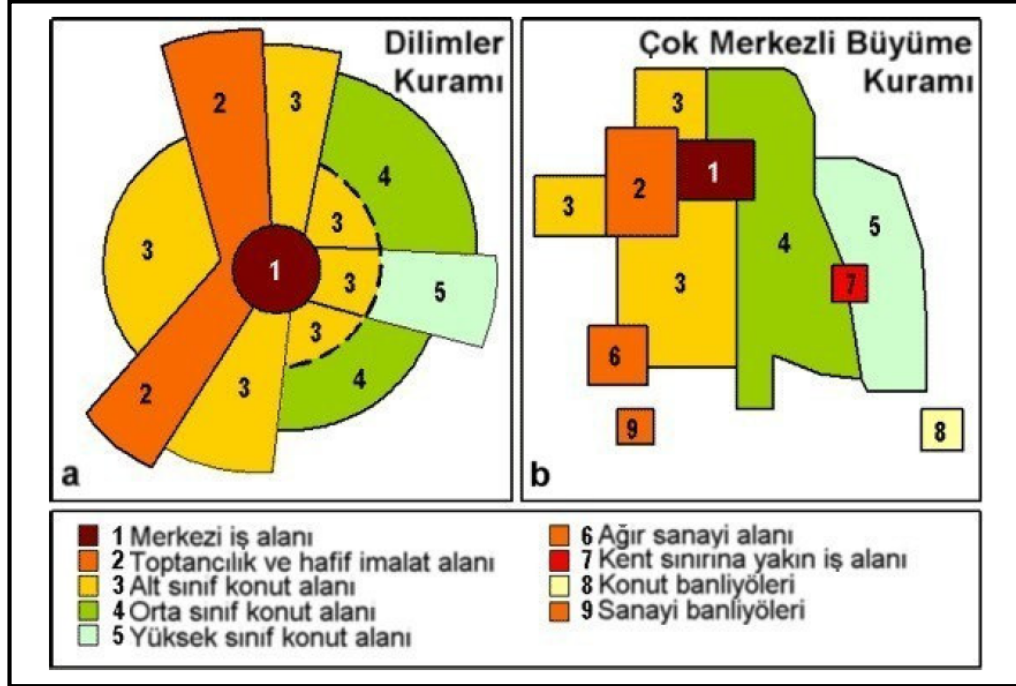 Dilimler
Kuramı
2
3
4
3
3
1
3
5
3
4
2
3
a
Çok Merkezli Büyüme
Kuramı
3
1
2
3
5
4
3
7
6
9
8
b
1 Merkezi iş alanı
2 Toptancılık ve hafif imalat alanı
3 Alt sınıf konut alanı
4 Orta sınıf konut alanı
5 Yüksek sınıf konut alanı
6 Ağır sanayi alanı
7 Kent sınırına yakın iş alanı
8 Konut banliyöleri
9 Sanayi banliyöleri